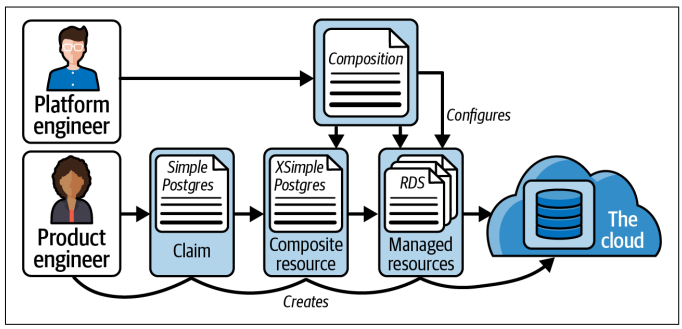 Composition
Platform
engineer
Configures
Simple
Postgres
XSimple
Postgres
RDS
Product
engineer
Claim
Composite
resource
Managed
resources
The
cloud
Creates